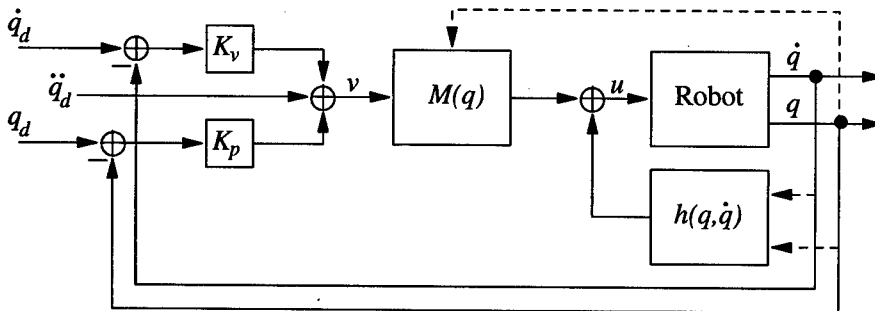 q̇_d
K_v
q̈_d
v
M(q)
u
Robot
q̇
q
q_d
K_p
h(q,q̇)